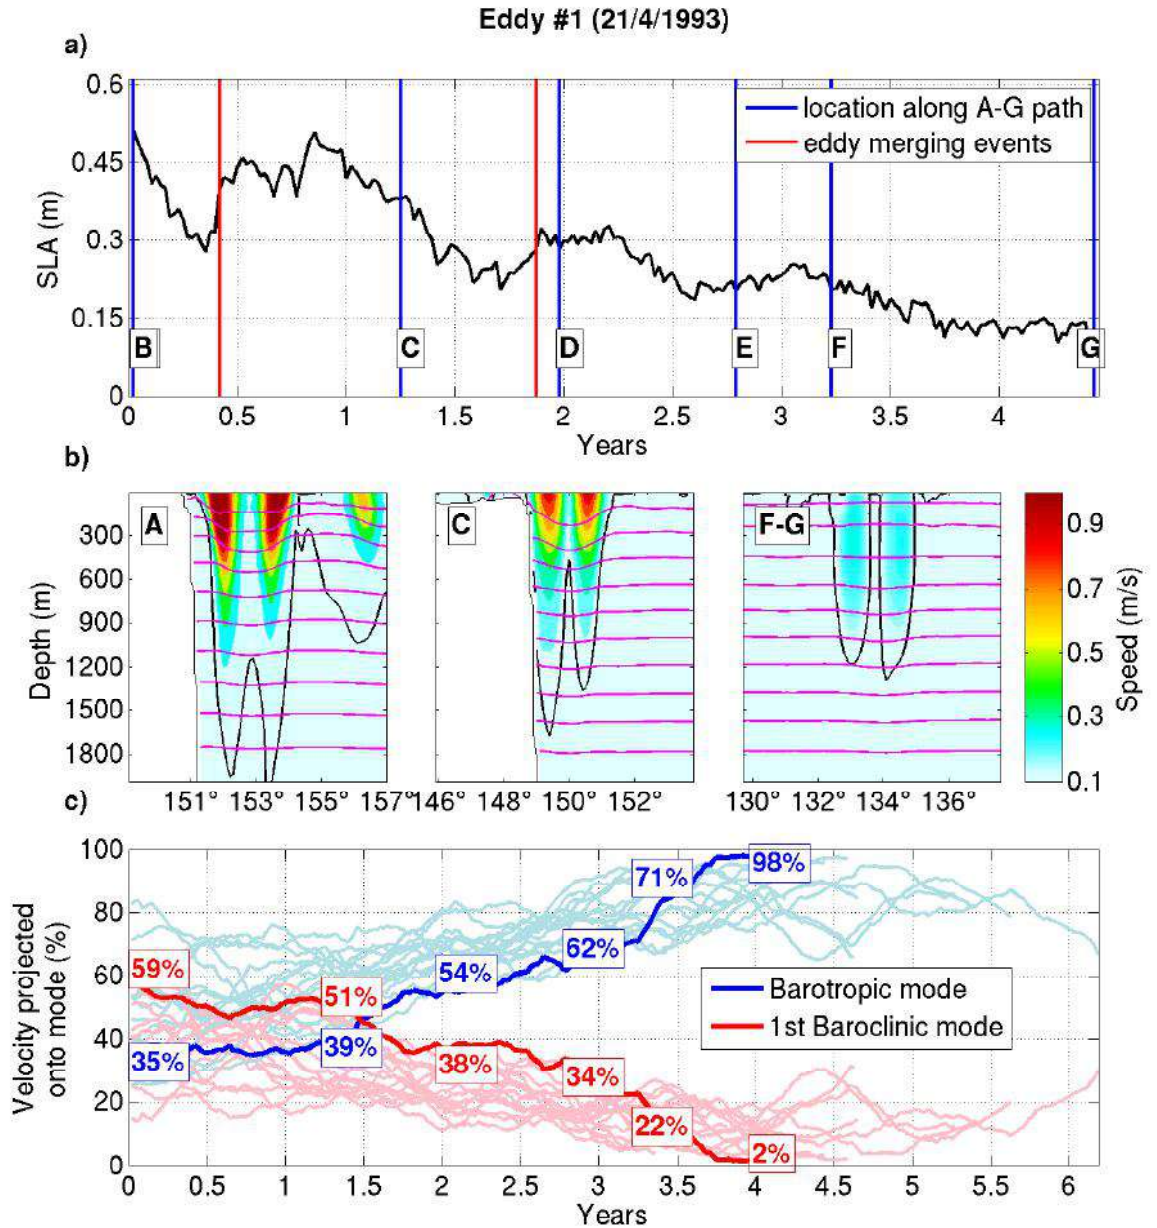 Eddy #1 (21/4/1993)
a)
0.6
0.45
0.3
0.15
0
SLA (m)
location along A-G path
eddy merging events
B
C
D
E
F
G
0 0.5 1 1.5 2 2.5 3 3.5 4
Years
b)
A
C
F-G
300
600
900
1200
1500
1800
Depth (m)
0.9
0.7
0.5
0.3
0.1
Speed (m/s)
151° 153° 155° 157° 146° 148° 150° 152° 130° 132° 134° 136°
c)
100
80
60
40
20
0
Velocity projected
onto mode (%)
59%
35%
51%
39%
54%
38%
62%
34%
71%
22%
98%
2%
Barotropic mode
1st Baroclinic mode
0 0.5 1 1.5 2 2.5 3 3.5 4 4.5 5 5.5 6
Years